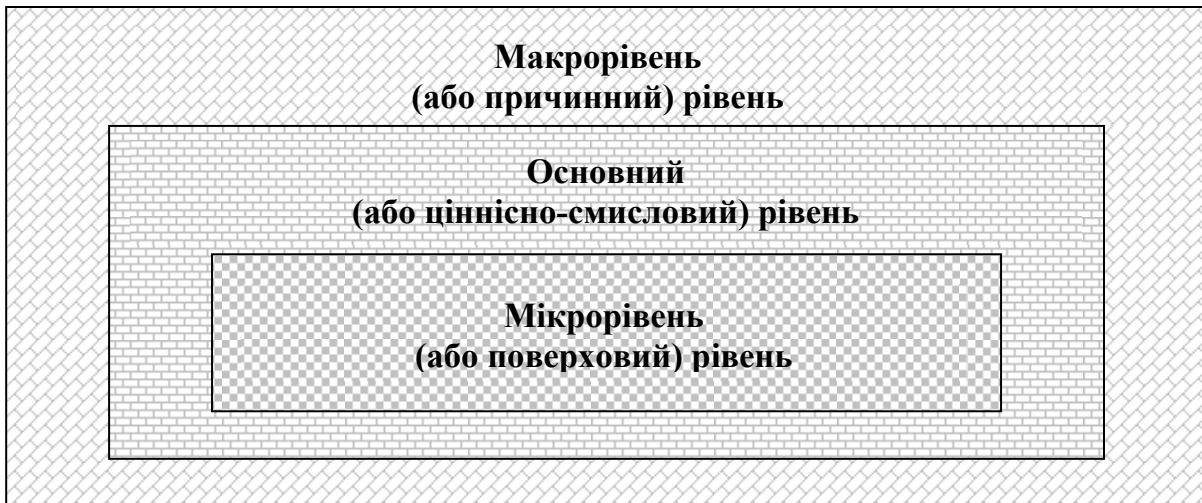 Макрорівень
(або причинний) рівень
Основний
(або ціннісно-смисловий) рівень
Мікрорівень
(або поверховий) рівень